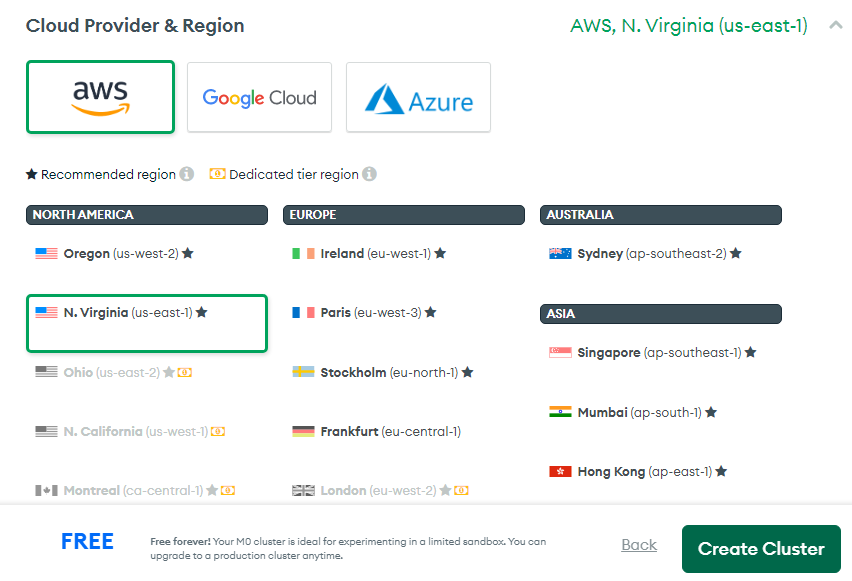 Cloud Provider & Region
AWS, N. Virginia (us-east-1)
aws
Google Cloud
Azure
Recommended region
Dedicated tier region
NORTH AMERICA
Oregon (us-west-2)
N. Virginia (us-east-1)
Ohio (us-east-2)
N. California (us-west-1)
Montreal (ca-central-1)
EUROPE
Ireland (eu-west-1)
Paris (eu-west-3)
Stockholm (eu-north-1)
Frankfurt (eu-central-1)
London (eu-west-2)
AUSTRALIA
Sydney (ap-southeast-2)
ASIA
Singapore (ap-southeast-1)
Mumbai (ap-south-1)
Hong Kong (ap-east-1)
FREE
Free forever! Your M0 cluster is ideal for experimenting in a limited sandbox. You can
upgrade to a production cluster anytime.
Back
Create Cluster